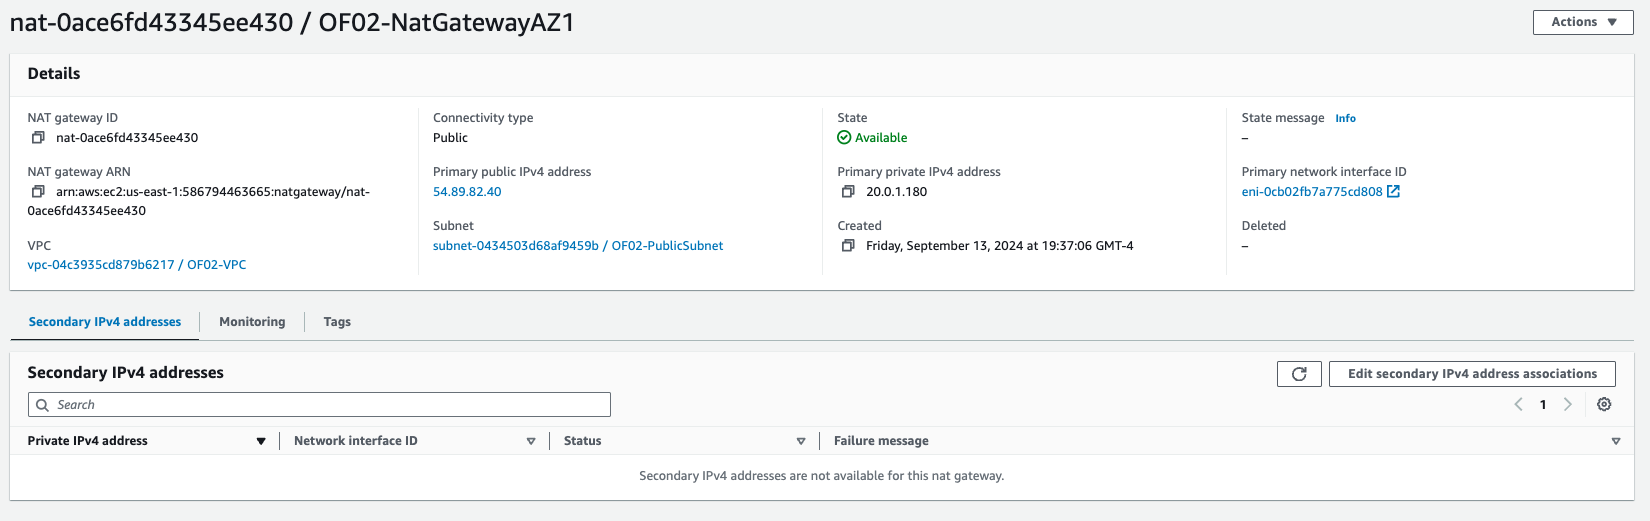 nat-0ace6fd43345ee430 / OF02-NatGatewayAZ1
Actions
Details
NAT gateway ID
nat-0ace6fd43345ee430
NAT gateway ARN
arn:aws:ec2:us-east-1:586794463665:natgateway/nat-
0ace6fd43345ee430
VPC
vpc-04c3935cd879b6217 / OF02-VPC
Connectivity type
Public
Primary public IPv4 address
54.89.82.40
Subnet
subnet-0434503d68af9459b / OF02-PublicSubnet
State
Available
Primary private IPv4 address
20.0.1.180
Created
Friday, September 13, 2024 at 19:37:06 GMT-4
State message Info
–
Primary network interface ID
eni-0cb02fb7a775cd808
Deleted
–
Secondary IPv4 addresses
Monitoring
Tags
Secondary IPv4 addresses
Edit secondary IPv4 address associations
Search
1
Private IPv4 address
Network interface ID
Status
Failure message
Secondary IPv4 addresses are not available for this nat gateway.